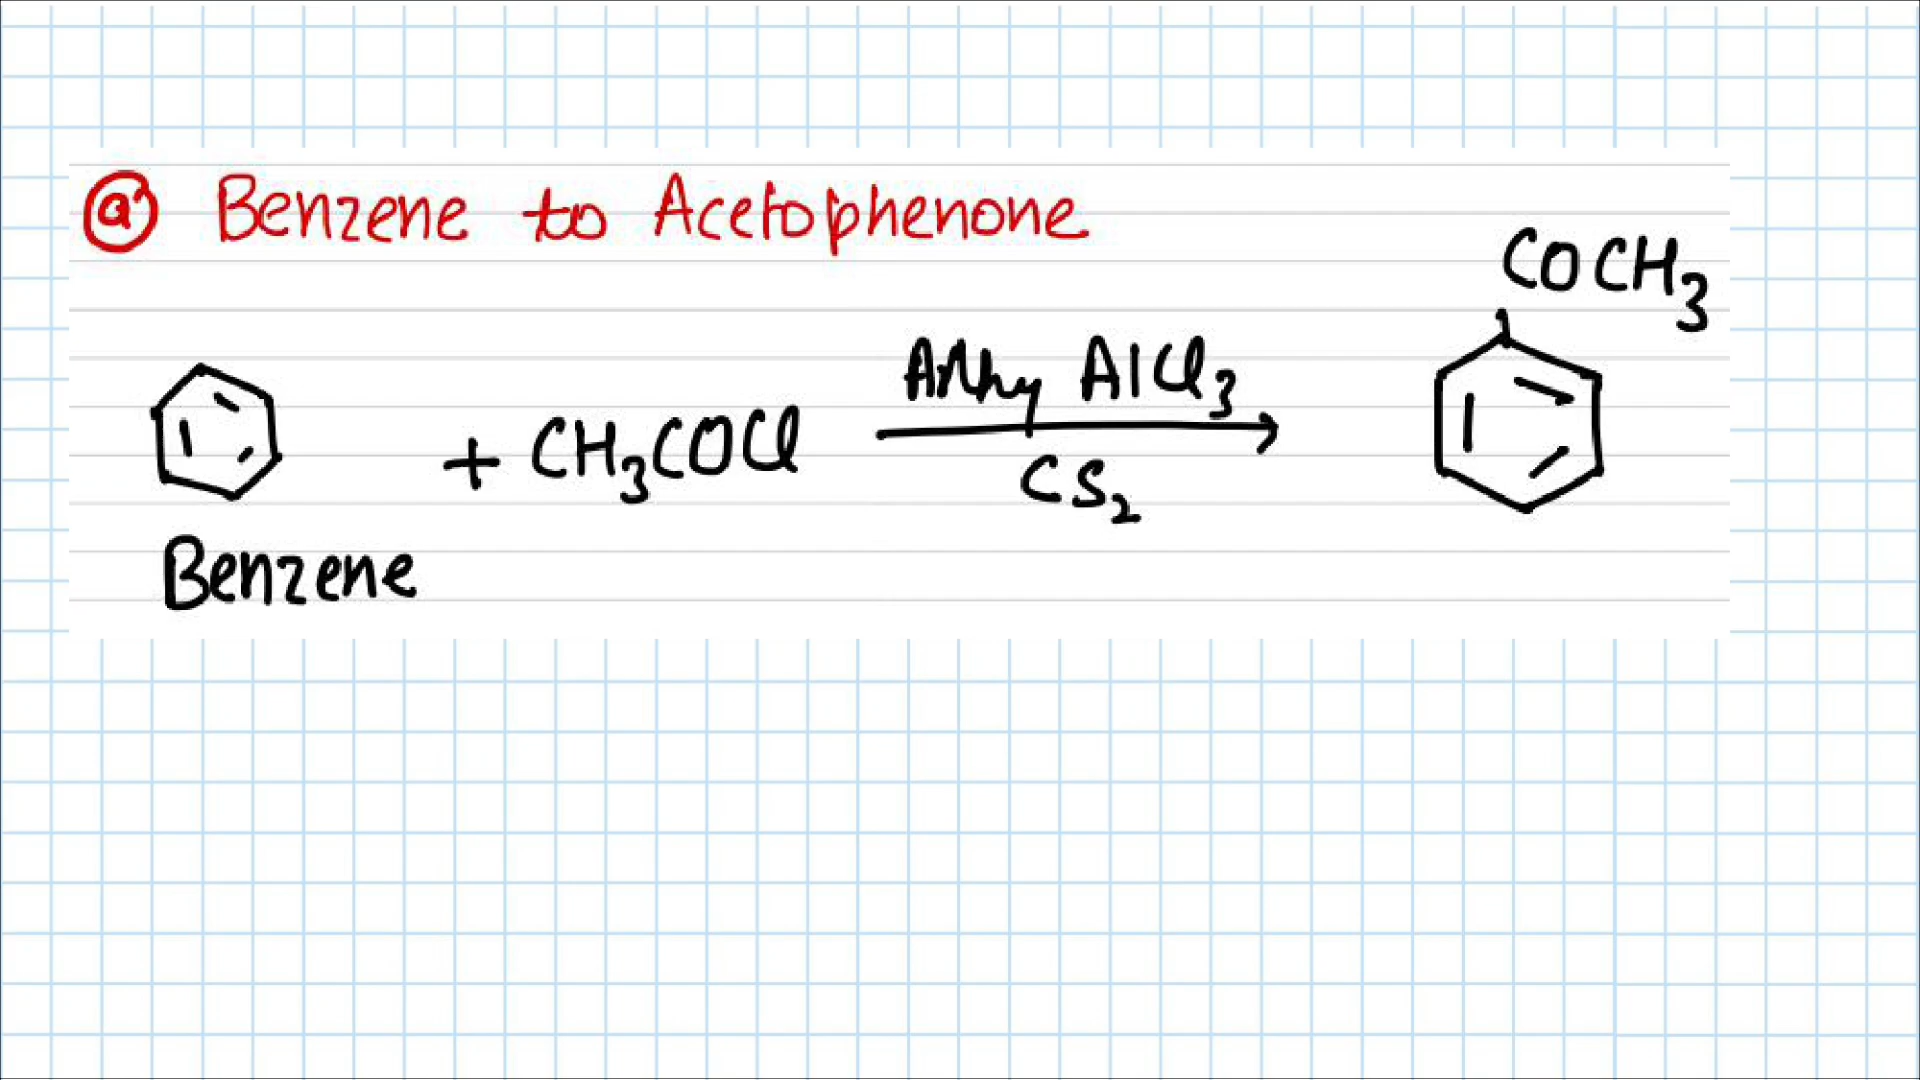 ⓐ Benzene to Acetophenone
COCH₃
+ CH₃COCl Anhy AlCl₃
CS₂
Benzene